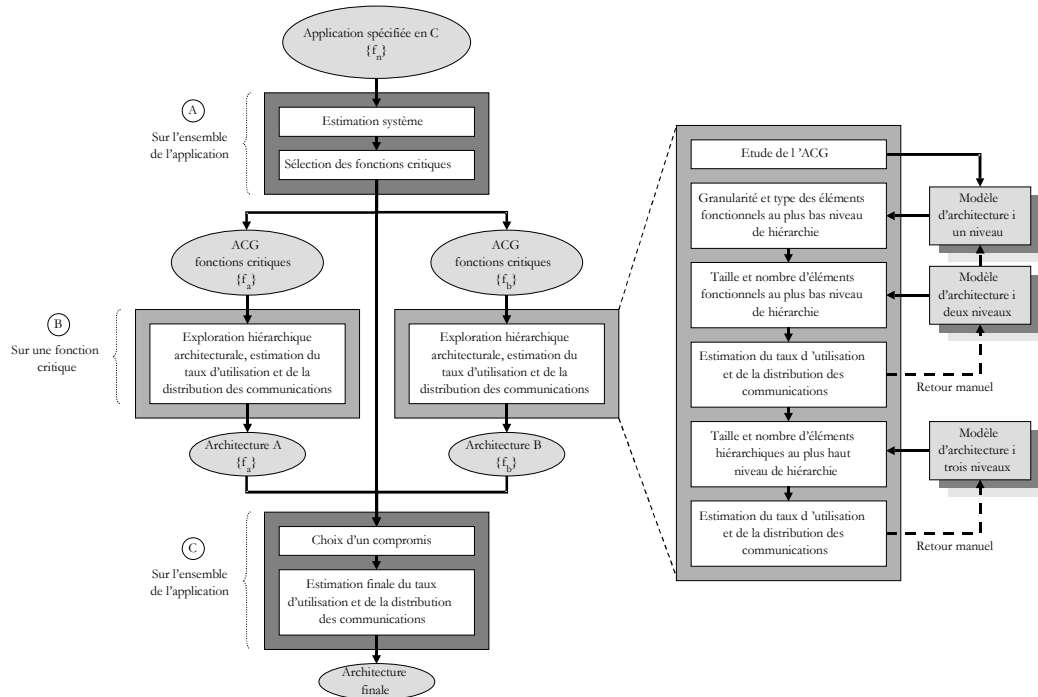 Application spécifiée en C
{f_n}
A
Sur l'ensemble
de l'application
Estimation système
Sélection des fonctions critiques
ACG
fonctions critiques
{f_a}
ACG
fonctions critiques
{f_b}
B
Sur une fonction
critique
Exploration hiérarchique
architecturale, estimation du
taux d'utilisation et de la
distribution des communications
Exploration hiérarchique
architecturale, estimation du
taux d'utilisation et de la
distribution des communications
Architecture A
{f_a}
Architecture B
{f_b}
C
Sur l'ensemble
de l'application
Choix d'un compromis
Estimation finale du taux
d'utilisation et de la distribution
des communications
Architecture
finale
Etude de l 'ACG
Granularité et type des éléments
fonctionnels au plus bas niveau
de hiérarchie
Modèle
d'architecture i
un niveau
Taille et nombre d'éléments
fonctionnels au plus bas niveau de
hiérarchie
Modèle
d'architecture i
deux niveaux
Estimation du taux d 'utilisation
et de la distribution des
communications
Retour manuel
Taille et nombre d'éléments
hiérarchiques au plus haut
niveau de hiérarchie
Modèle
d'architecture i
trois niveaux
Estimation du taux d 'utilisation
et de la distribution des
communications
Retour manuel